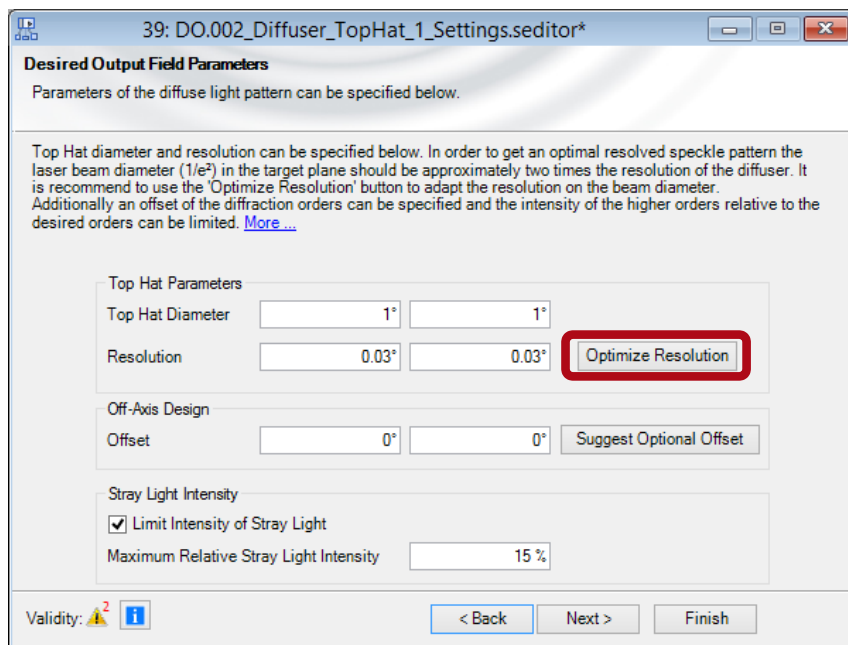 39: DO.002_Diffuser_TopHat_1_Settings.seditor*
Desired Output Field Parameters
Parameters of the diffuse light pattern can be specified below.
Top Hat diameter and resolution can be specified below. In order to get an optimal resolved speckle pattern the
laser beam diameter (1/e²) in the target plane should be approximately two times the resolution of the diffuser. It
is recommend to use the 'Optimize Resolution' button to adapt the resolution on the beam diameter.
Additionally an offset of the diffraction orders can be specified and the intensity of the higher orders relative to the
desired orders can be limited. More ...
Top Hat Parameters
Top Hat Diameter 1° 1°
Resolution 0.03° 0.03° Optimize Resolution
Off-Axis Design
Offset 0° 0° Suggest Optional Offset
Stray Light Intensity
Limit Intensity of Stray Light
Maximum Relative Stray Light Intensity 15 %
Validity: 2 < Back Next > Finish